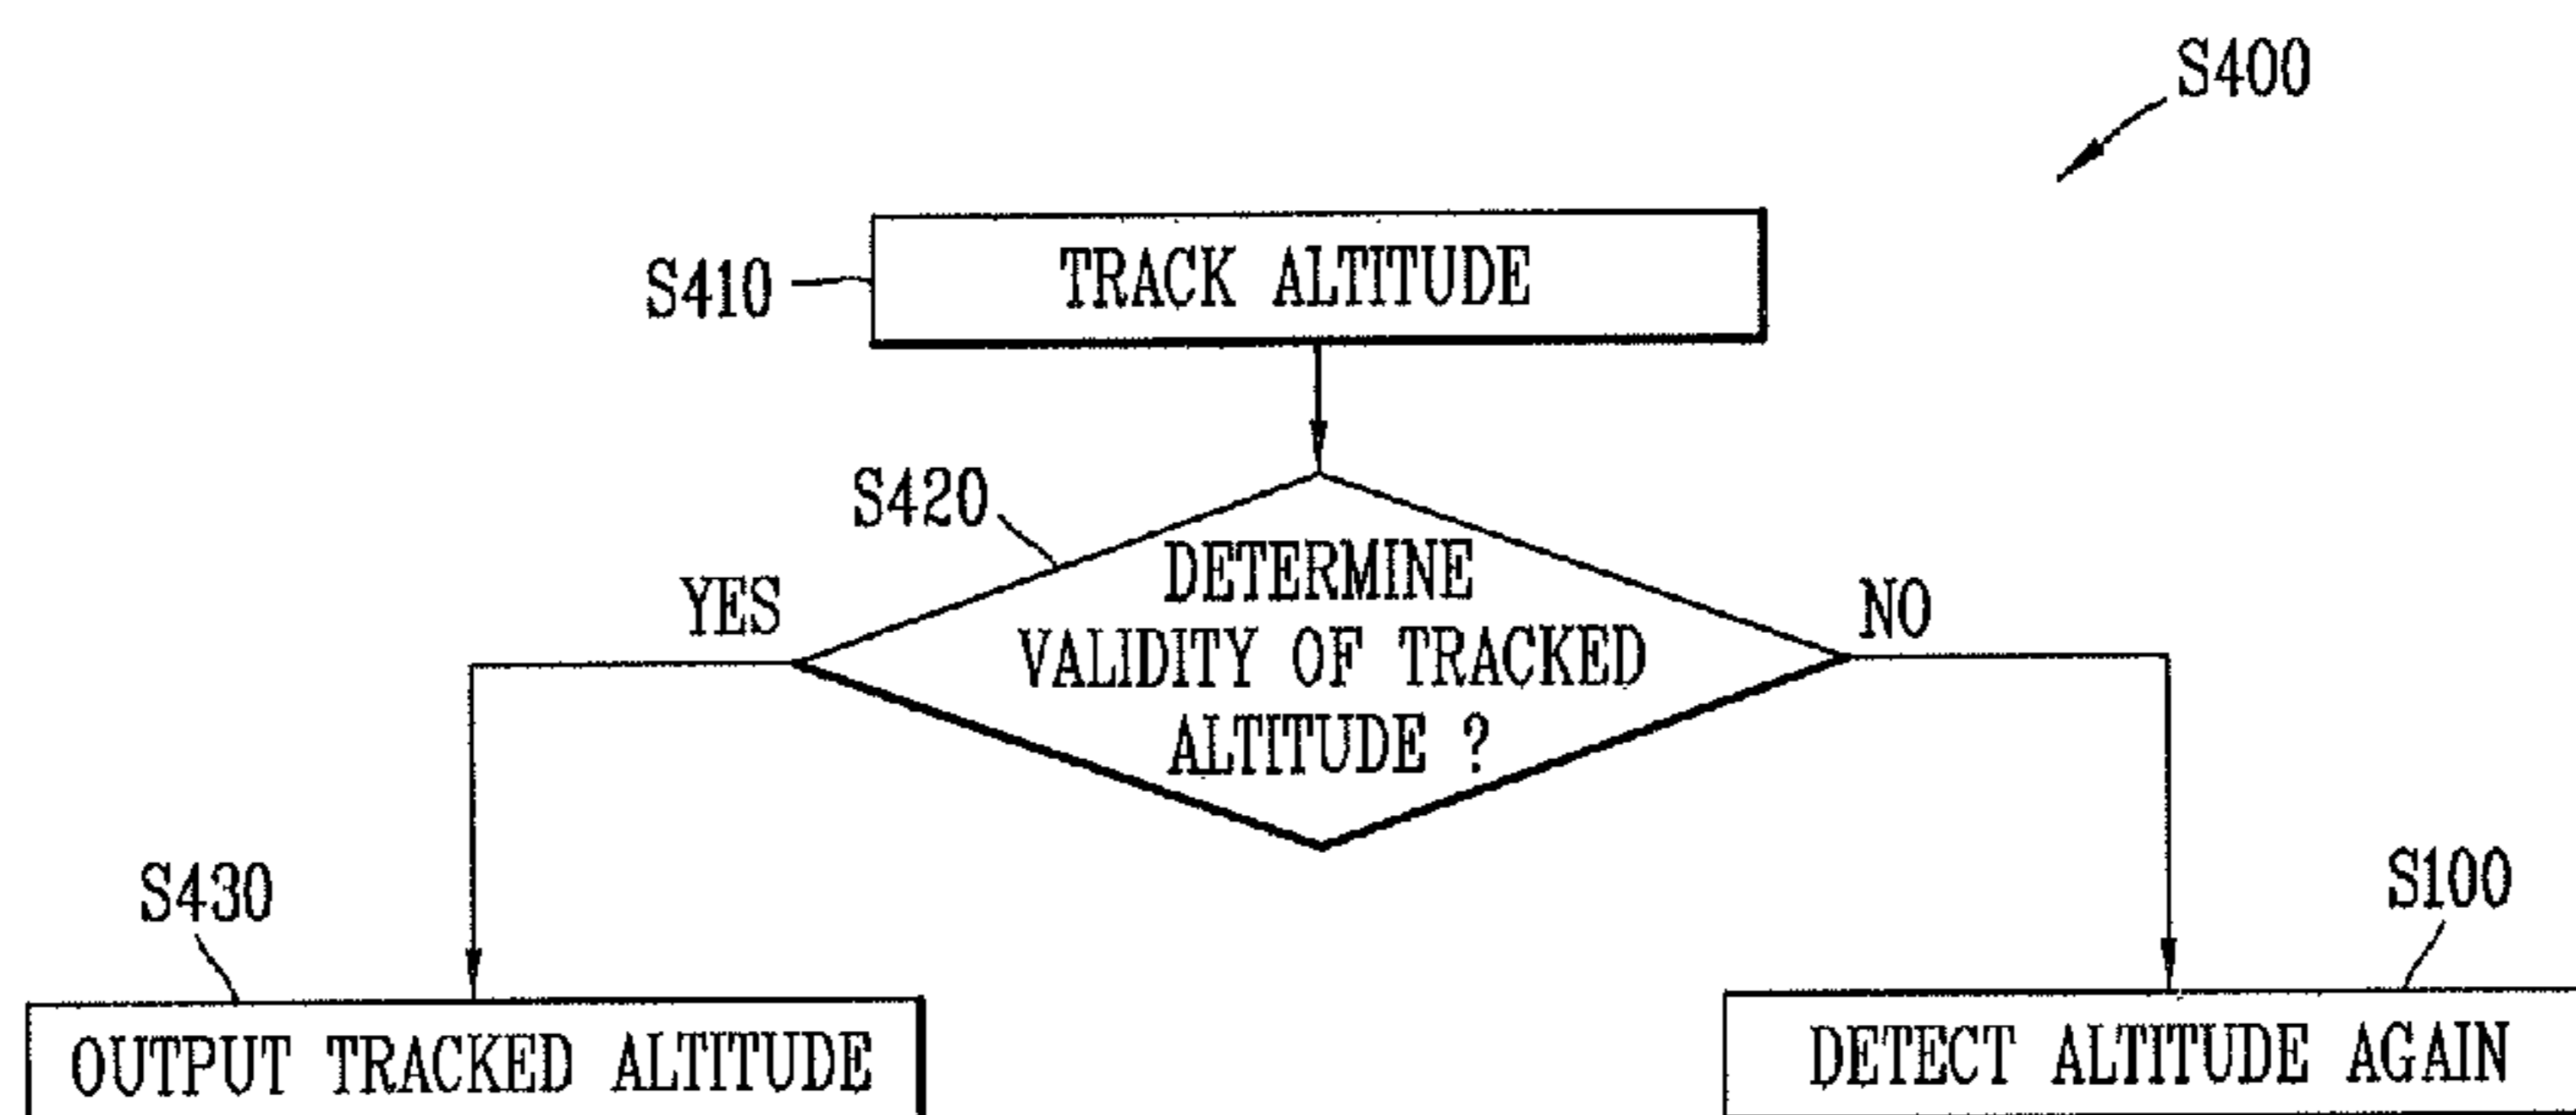 S400
S410
TRACK ALTITUDE
S420
DETERMINE
VALIDITY OF TRACKED
ALTITUDE ?
YES
NO
S430
S100
OUTPUT TRACKED ALTITUDE
DETECT ALTITUDE AGAIN